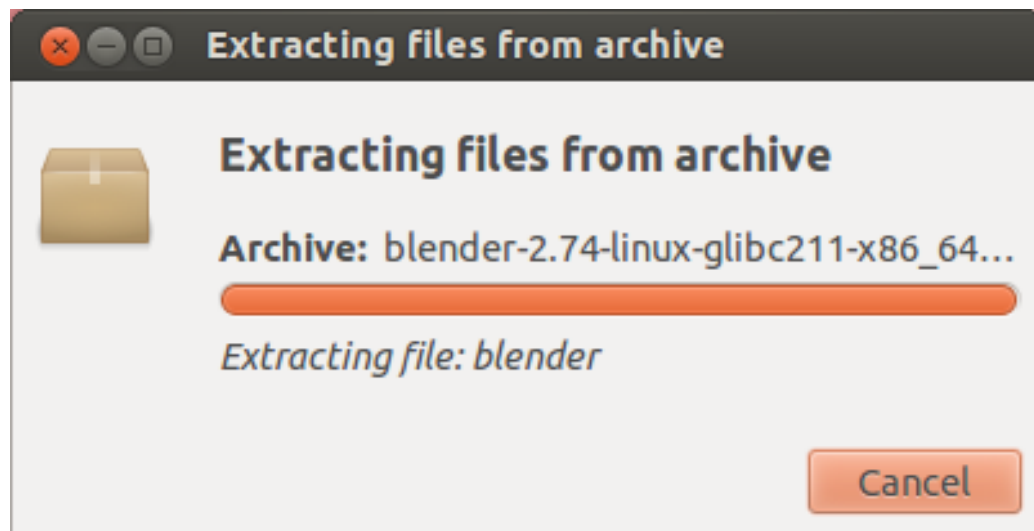 Extracting files from archive
Extracting files from archive
Archive: blender-2.74-linux-glibc211-x86_64...
Extracting file: blender
Cancel